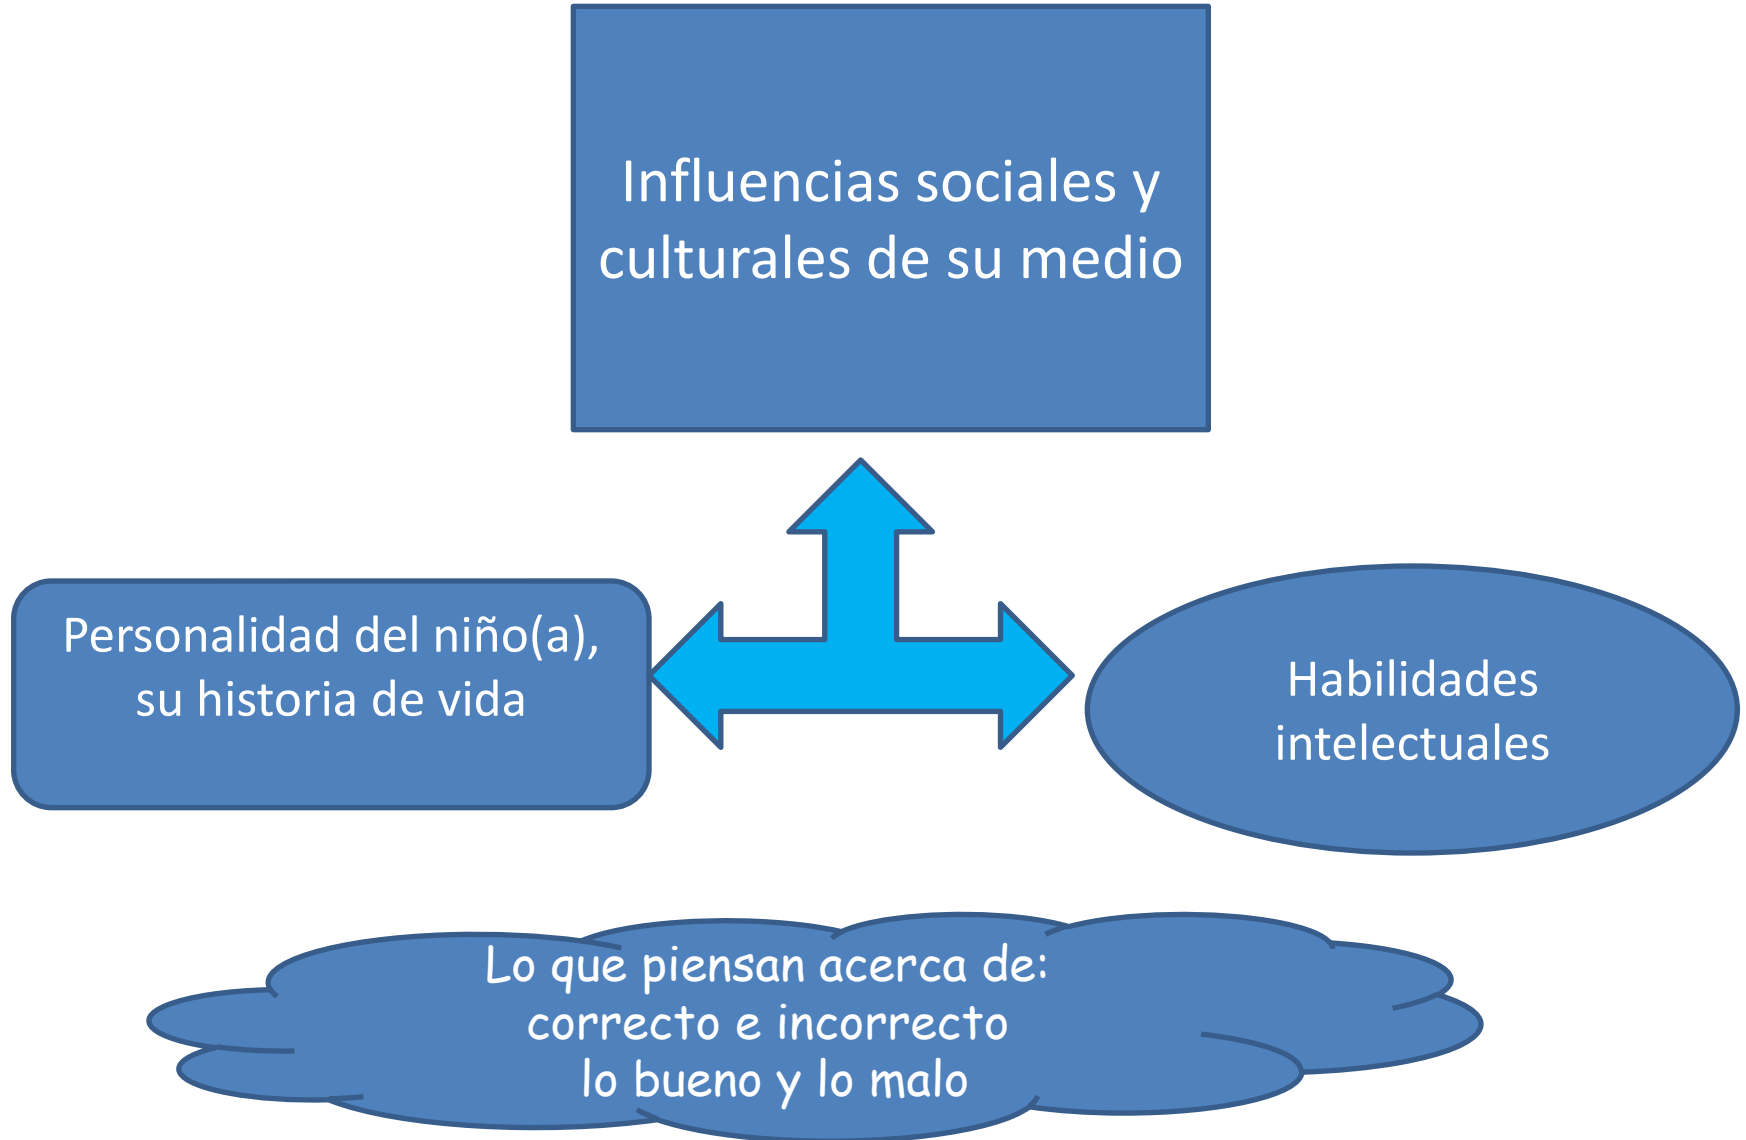 Influencias sociales y
culturales de su medio
Personalidad del niño(a),
su historia de vida
Habilidades
intelectuales
Lo que piensan acerca de:
correcto e incorrecto
lo bueno y lo malo